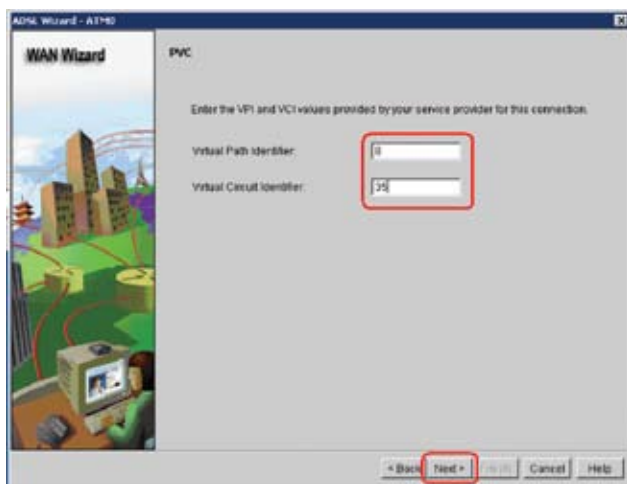 ADSL Wizard - ATM0
WAN Wizard
PVC
Enter the VPI and VCI values provided by your service provider for this connection.
Virtual Path Identifier:
Virtual Circuit Identifier:
35
< Back Next > Cancel Help